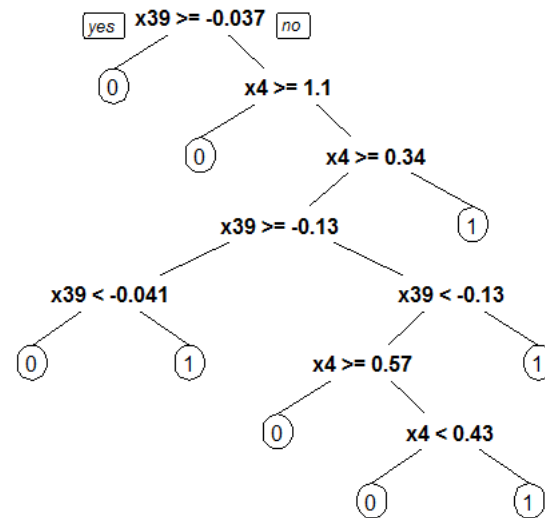 yes x39 >= -0.037 no
0 x4 >= 1.1
0 x4 >= 0.34
x39 >= -0.13 1
x39 < -0.041 x39 < -0.13
0 1 x4 >= 0.57 1
0 x4 < 0.43
0 1